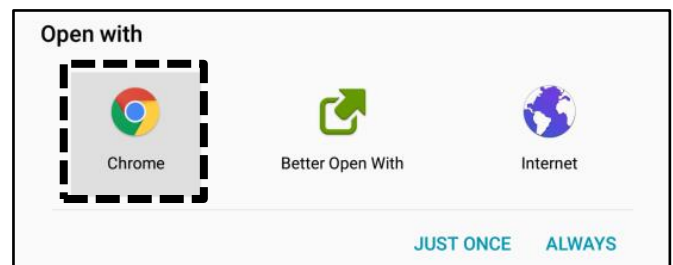 Open with
Chrome
Better Open With
Internet
JUST ONCE
ALWAYS